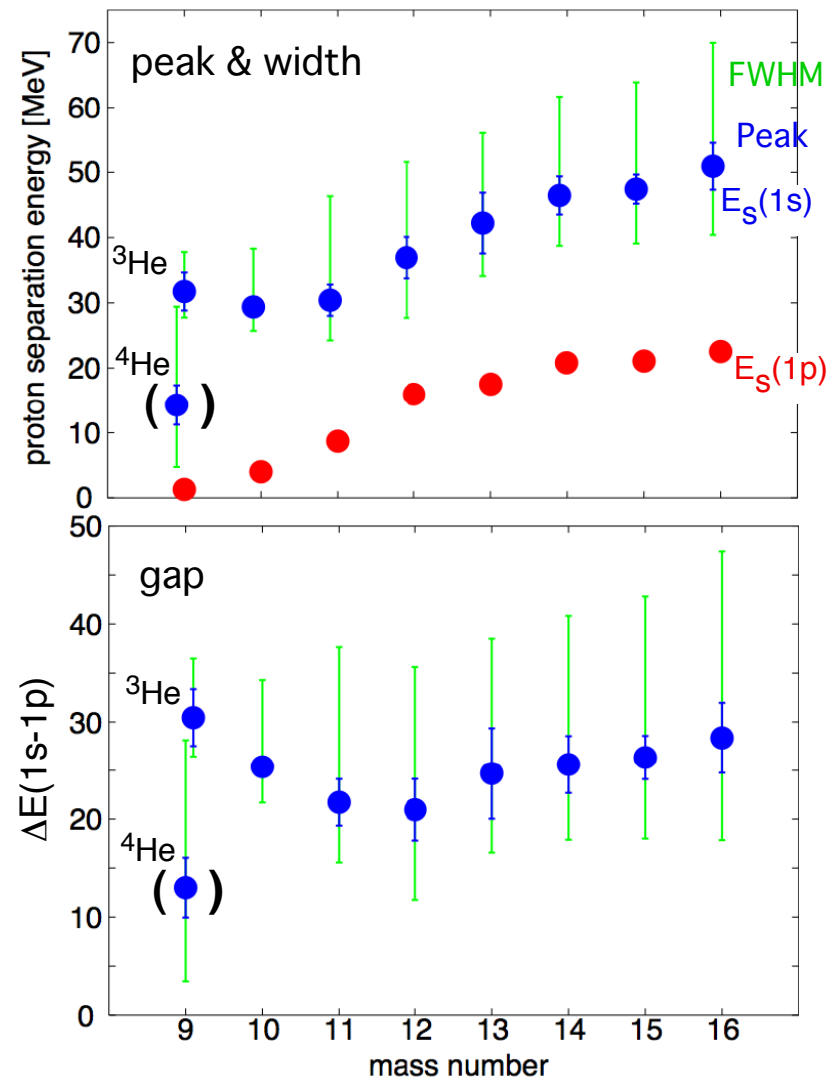 peak & width
FWHM
Peak
E_S(1s)
E_S(1p)
³He
⁴He
( )
proton separation energy [MeV]
70
60
50
40
30
20
10
0
gap
³He
⁴He
( )
ΔE(1s-1p)
50
40
30
20
10
0
9 10 11 12 13 14 15 16
mass number